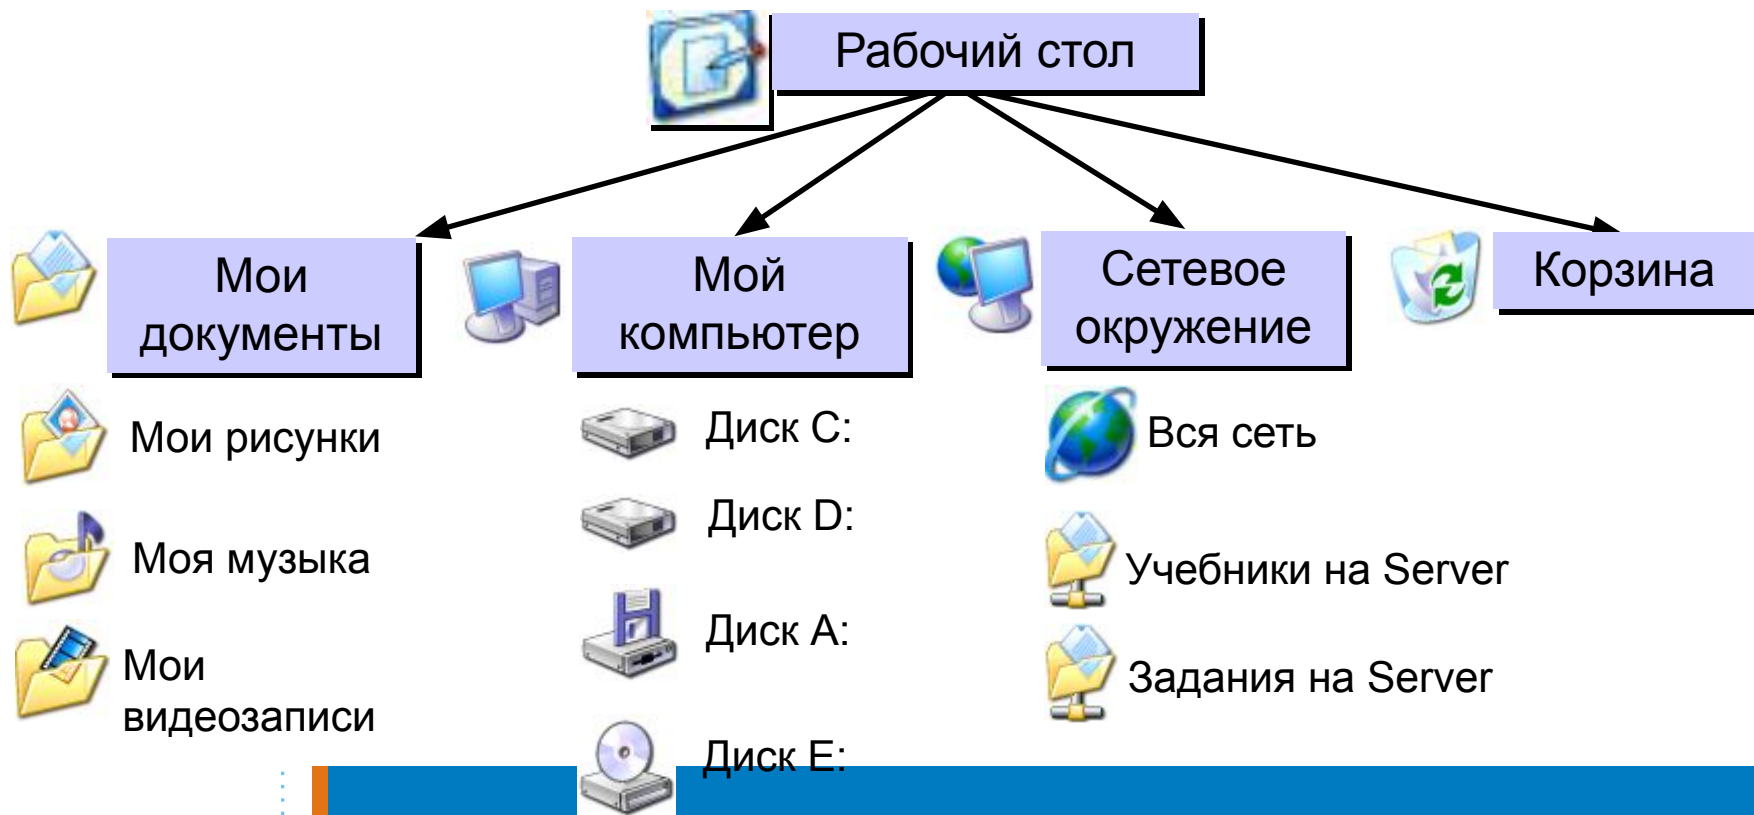 Рабочий стол
Мои
документы
Мой
компьютер
Сетевое
окружение
Корзина
Мои рисунки
Моя музыка
Мои
видеозаписи
Диск C:
Диск D:
Диск A:
Диск E:
Вся сеть
Учебники на Server
Задания на Server